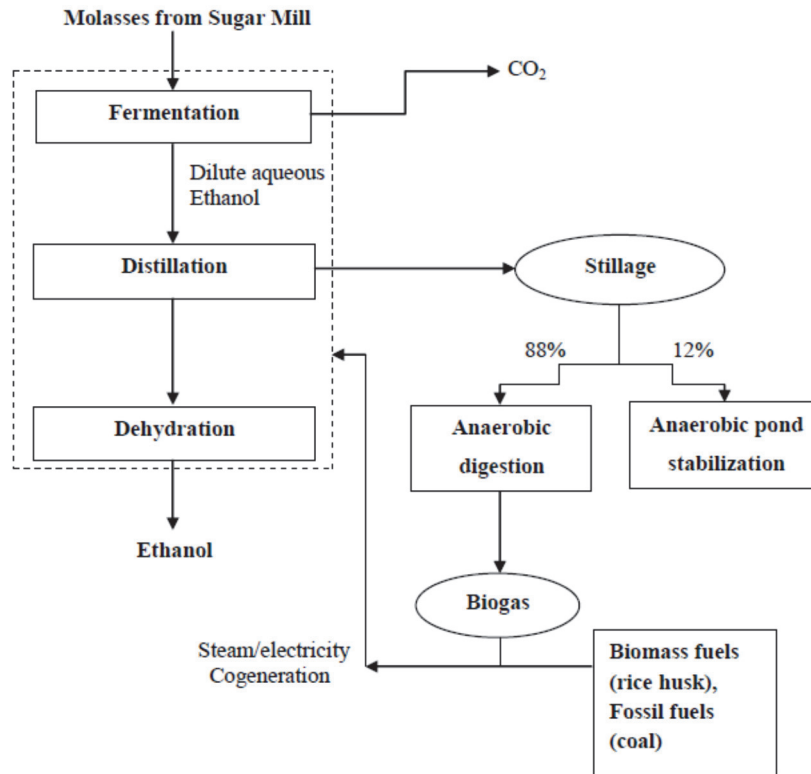 Molasses from Sugar Mill
CO₂
Fermentation
Dilute aqueous
Ethanol
Distillation
Stillage
88%
12%
Dehydration
Anaerobic
digestion
Anaerobic pond
stabilization
Ethanol
Biogas
Steam/electricity
Cogeneration
Biomass fuels
(rice husk),
Fossil fuels
(coal)